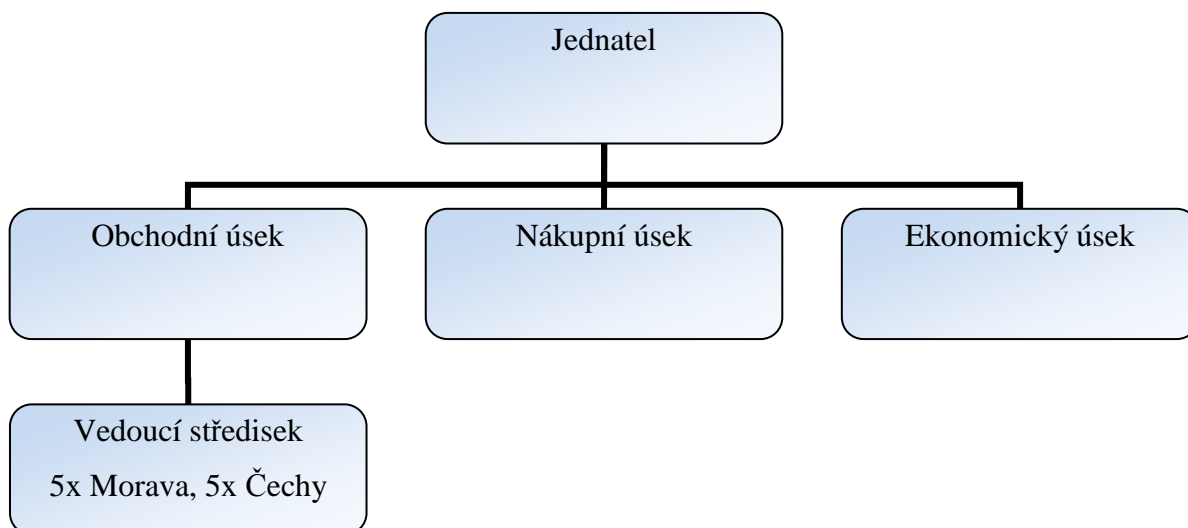 Jednatel
Obchodní úsek
Nákupní úsek
Ekonomický úsek
Vedoucí středisek
5x Morava, 5x Čechy